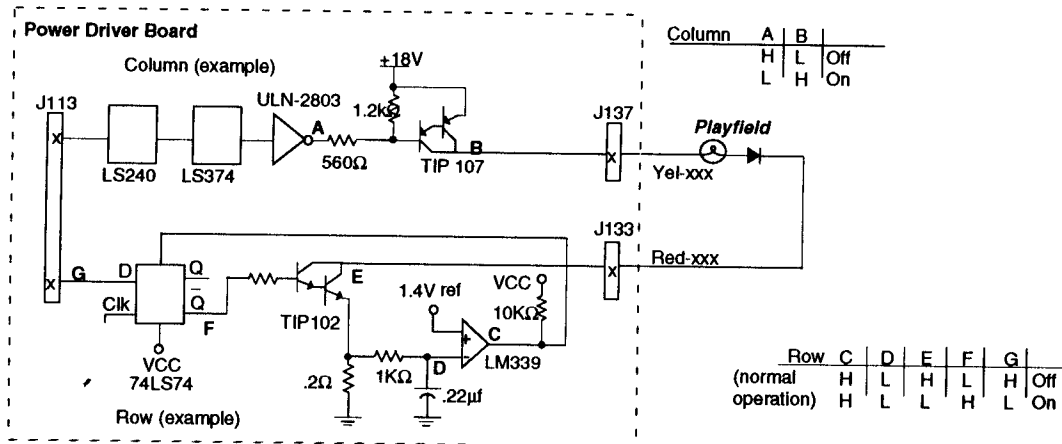 Power Driver Board
Column (example)
+18V
J113
ULN-2803
A
1.2kΩ
560Ω
B
TIP 107
LS240
LS374
J137
Playfield
Yel-xxx
Column A B
H L Off
L H On
J133
Red-xxx
G
D
Q
Q̅
Clk
F
E
TIP102
VCC
74LS74
1.4V ref
VCC
10KΩ
C
LM339
D
1KΩ
.2Ω
.22µf
Row (example)
Row C D E F G
(normal H L H L H Off
operation) H L L H L On
X
X
X
X
+
-